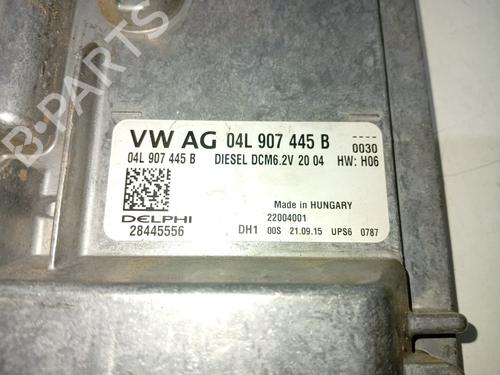 B-PARTS
VW AG 04L 907 445 B 0030
04L 907 445 B DIESEL DCM6.2V 20 04 HW: H06
Made in HUNGARY
DELPHI 22004001
28445556 DH1 00S 21.09.15 UPS6 0787